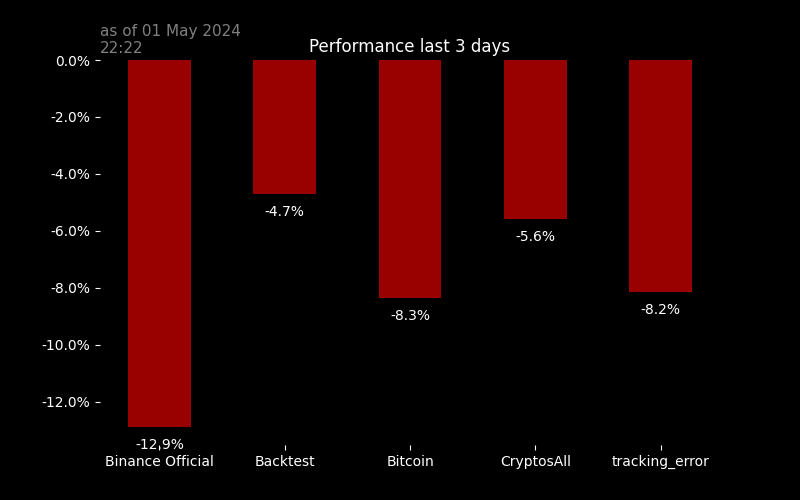 as of 01 May 2024
22:22
Performance last 3 days
0.0%
-2.0%
-4.0%
-6.0%
-8.0%
-10.0%
-12.0%
-12.9%
-4.7%
-8.3%
-5.6%
-8.2%
Binance Official
Backtest
Bitcoin
CryptosAll
tracking_error